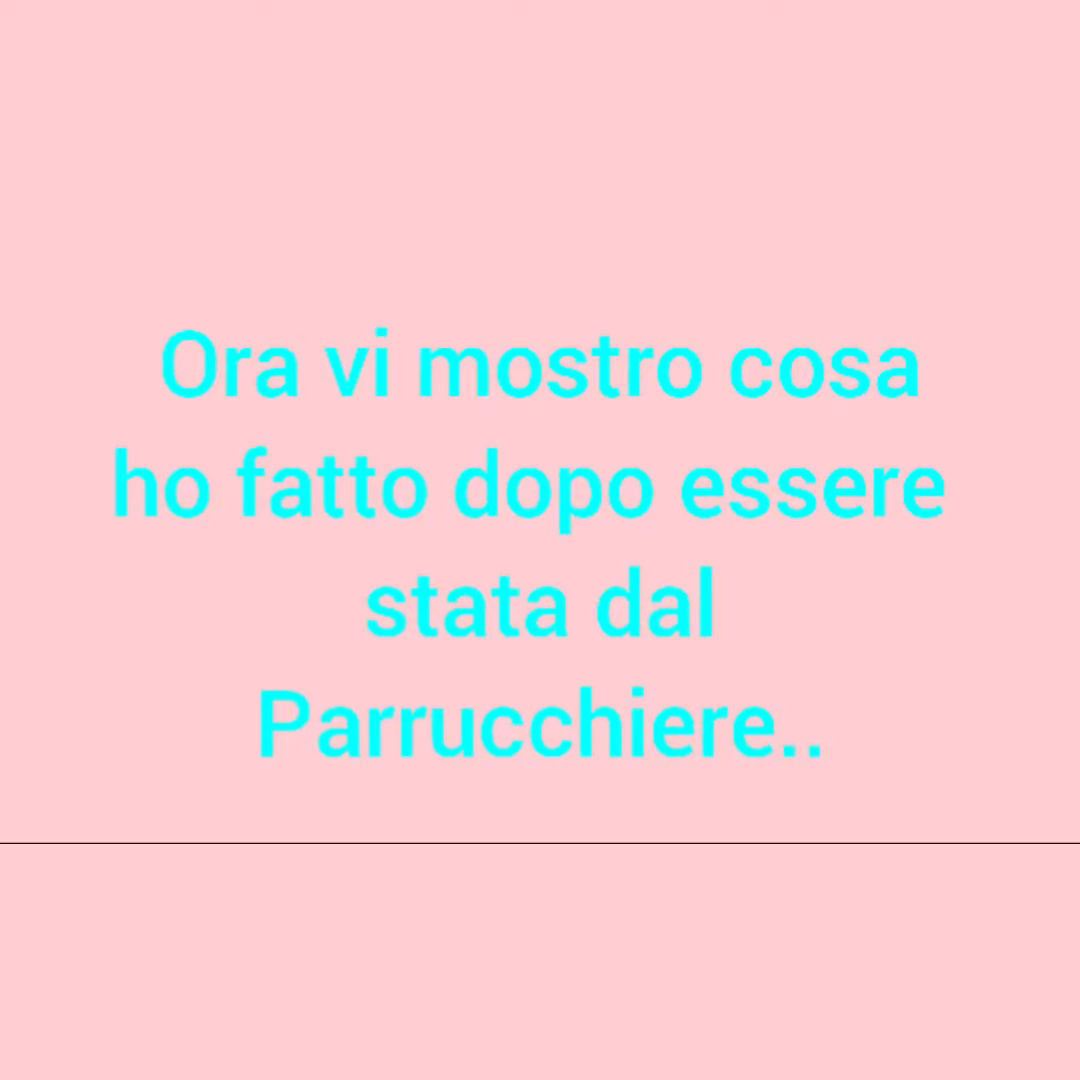 Ora vi mostro cosa
ho fatto dopo essere
stata dal
Parrucchiere..